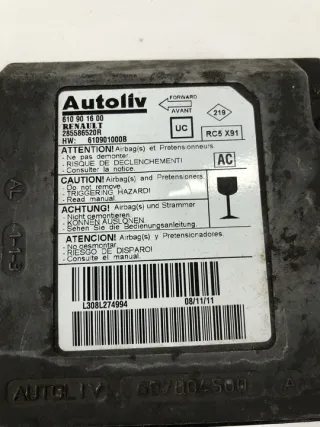 Autoliv
FORWARD
AVANT
219
610 90 16 00
RENAULT
285586520R
HW: 610901000B
UC
RC5 X91
ATTENTION! Airbag(s) et Pretensionneurs.
- Ne pas demonter.
- RISQUE DE DECLENCHEMENT!
- Consulter la notice.
AC
CAUTION! Airbag(s) and Pretensioners
- Do not remove.
- TRIGGERING HAZARD!
- Read manual.
ACHTUNG! Airbag(s) und Strammer
- Nicht demontieren.
- KONNEN AUSLONEN.
- Sehen Sie die Bedienungsanleitung
ATENCION! Airbag(s) y Pretensionadores.
- No desmontar
- RIESGO DE DISPARO!
- Consulte el manual.
L308L274994
08/11/11
AUTOLIV